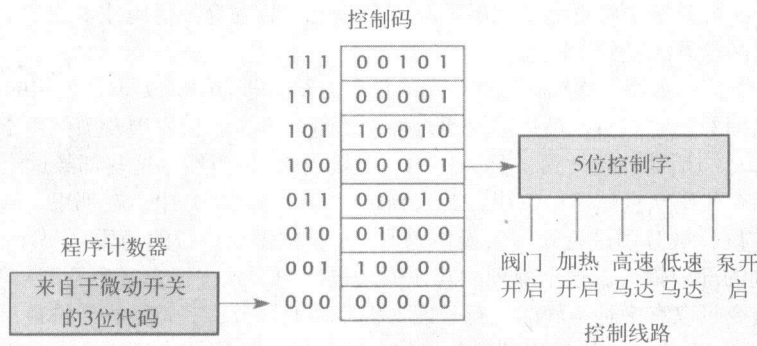 控制码
111 00101
110 00001
101 10010
100 00001
011 00010
010 01000
001 10000
000 00000
5位控制字
阀门 加热 高速 低速 泵开
开启 开启 马达 马达 启
控制线路
程序计数器
来自于微动开关
的3位代码